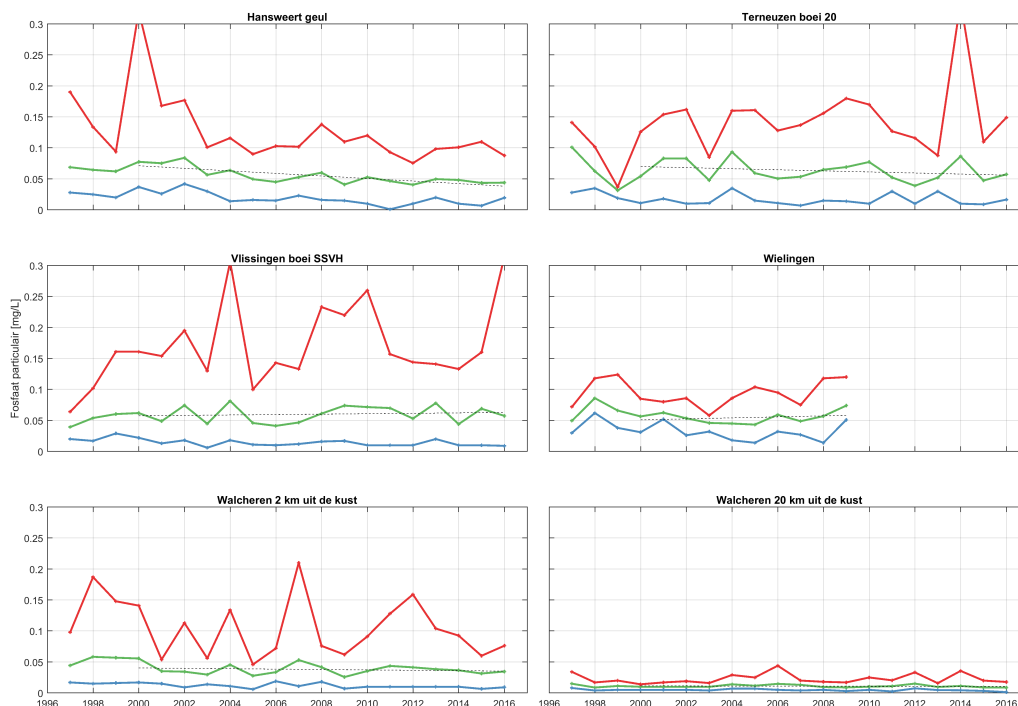 Hansweert geul
Terneuzen boei 20
0.3
0.25
0.2
0.15
0.1
0.05
0
Vlissingen boei SSVH
Wielingen
0.3
0.25
0.2
0.15
0.1
0.05
0
Fosfaat particulair [mg/L]
Walcheren 2 km uit de kust
Walcheren 20 km uit de kust
0.3
0.25
0.2
0.15
0.1
0.05
0
1996 1998 2000 2002 2004 2006 2008 2010 2012 2014 2016
1996 1998 2000 2002 2004 2006 2008 2010 2012 2014 2016